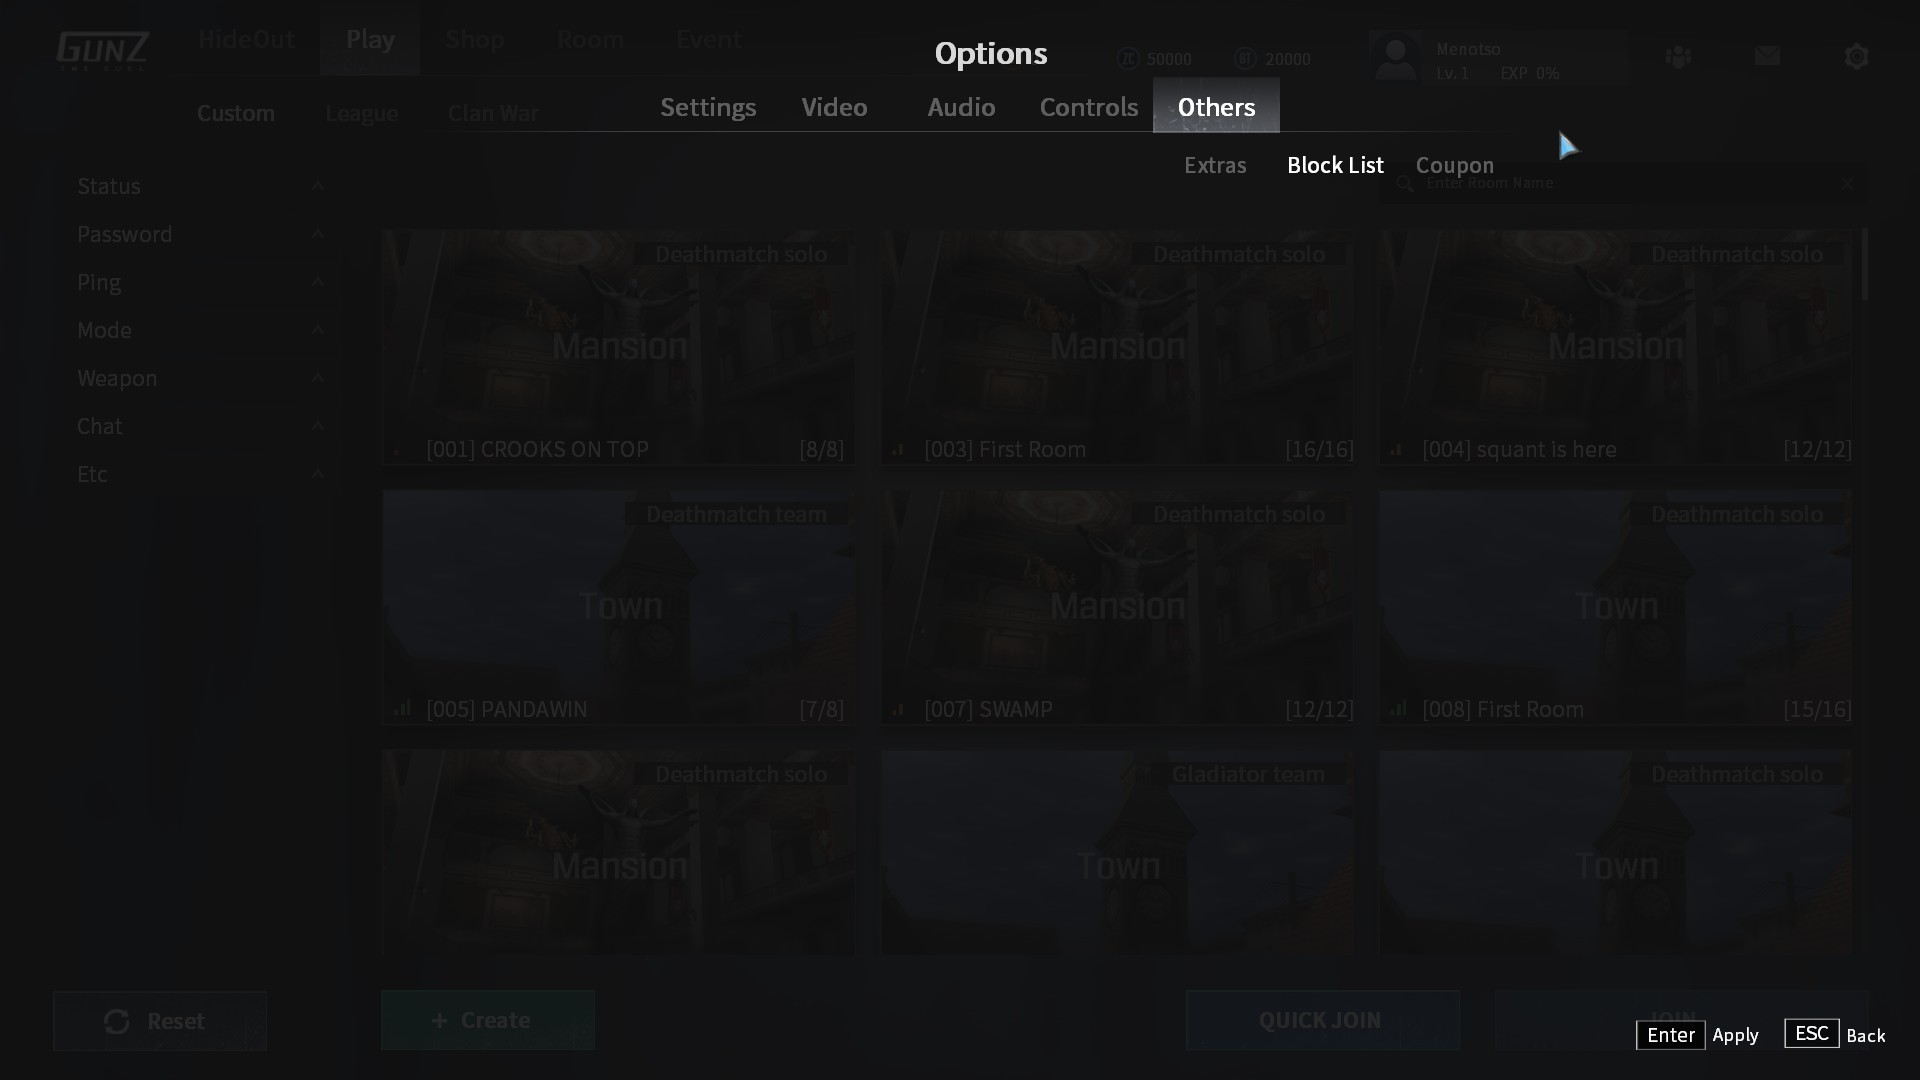 GUNZ
THE DUEL
HideOut
Play
Shop
Room
Event
Options
ZC 50000
BT 20000
Menotso
Lv. 1 EXP 0%
Custom
League
Clan War
Settings
Video
Audio
Controls
Others
Extras
Block List
Coupon
Enter Room Name
Status
Password
Ping
Mode
Weapon
Chat
Etc
Deathmatch solo
Mansion
[001] CROOKS ON TOP [8/8]
Deathmatch solo
Mansion
[003] First Room [16/16]
Deathmatch solo
Mansion
[004] squant is here [12/12]
Deathmatch team
Town
[005] PANDAWIN [7/8]
Deathmatch solo
Mansion
[007] SWAMP [12/12]
Deathmatch solo
Town
[008] First Room [15/16]
Deathmatch solo
Mansion
Gladiator team
Town
Deathmatch solo
Town
Reset
+ Create
QUICK JOIN
JOIN
Enter Apply
ESC Back